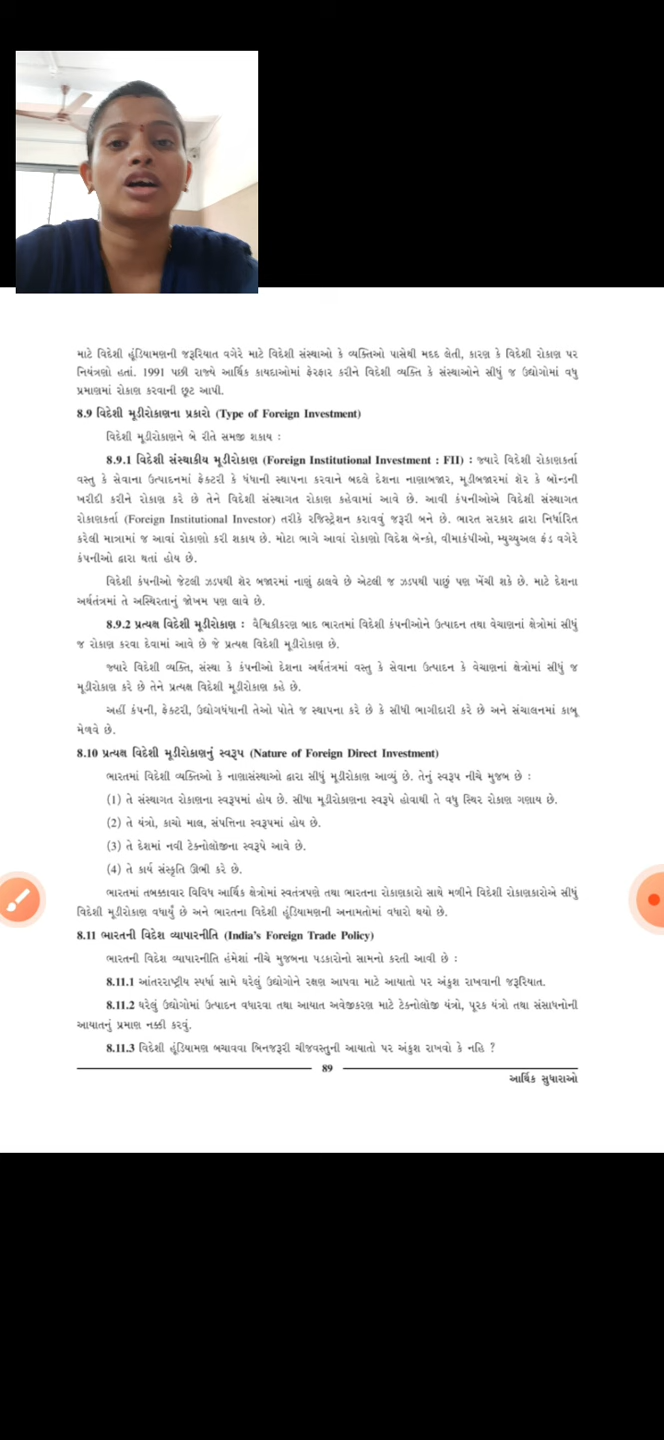 માટે વિદેશી હૂંડિયામણની જરૂરિયાત વગેરે માટે વિદેશી સંસ્થાઓ કે વ્યક્તિઓ પાસેથી મદદ લેતી, કારણ કે વિદેશી રોકાણ પર
નિયંત્રણો હતાં. 1991 પછી રાજ્યે આર્થિક કાયદાઓમાં ફેરફાર કરીને વિદેશી વ્યક્તિ કે સંસ્થાઓને સીધું જ ઉદ્યોગોમાં વધુ
પ્રમાણમાં રોકાણ કરવાની છૂટ આપી.
8.9 વિદેશી મૂડીરોકાણના પ્રકારો (Type of Foreign Investment)
વિદેશી મૂડીરોકાણને બે રીતે સમજી શકાય :
8.9.1 વિદેશી સંસ્થાકીય મૂડીરોકાણ (Foreign Institutional Investment : FII) : જ્યારે વિદેશી રોકાણકર્તા
વસ્તુ કે સેવાના ઉત્પાદનમાં ફેક્ટરી કે ધંધાની સ્થાપના કરવાને બદલે દેશના નાણાબજાર, મૂડીબજારમાં શૅર કે બૉન્ડની
ખરીદી કરીને રોકાણ કરે છે તેને વિદેશી સંસ્થાગત રોકાણ કહેવામાં આવે છે. આવી કંપનીઓએ વિદેશી સંસ્થાગત
રોકાણકર્તા (Foreign Institutional Investor) તરીકે રજિસ્ટ્રેશન કરાવવું જરૂરી બને છે. ભારત સરકાર દ્વારા નિર્ધારિત
કરેલી માત્રામાં જ આવાં રોકાણો કરી શકાય છે. મોટા ભાગે આવાં રોકાણો વિદેશ બૅન્કો, વીમાકંપીઓ, મ્યુચ્યુઅલ ફંડ વગેરે
કંપનીઓ દ્વારા થતાં હોય છે.
વિદેશી કંપનીઓ જેટલી ઝડપથી શેર બજારમાં નાણું ઠાલવે છે એટલી જ ઝડપથી પાછું પણ ખેંચી શકે છે. માટે દેશના
અર્થતંત્રમાં તે અસ્થિરતાનું જોખમ પણ લાવે છે.
8.9.2 પ્રત્યક્ષ વિદેશી મૂડીરોકાણ : વૈશ્વિકીકરણ બાદ ભારતમાં વિદેશી કંપનીઓને ઉત્પાદન તથા વેચાણનાં ક્ષેત્રોમાં સીધું
જ રોકાણ કરવા દેવામાં આવે છે જે પ્રત્યક્ષ વિદેશી મૂડીરોકાણ છે.
જ્યારે વિદેશી વ્યક્તિ, સંસ્થા કે કંપનીઓ દેશના અર્થતંત્રમાં વસ્તુ કે સેવાના ઉત્પાદન કે વેચાણનાં ક્ષેત્રોમાં સીધું જ
મૂડીરોકાણ કરે છે તેને પ્રત્યક્ષ વિદેશી મૂડીરોકાણ કહે છે.
અહીં કંપની, ફેક્ટરી, ઉદ્યોગધંધાની તેઓ પોતે જ સ્થાપના કરે છે કે સીધી ભાગીદારી કરે છે અને સંચાલનમાં કાબૂ
મેળવે છે.
8.10 પ્રત્યક્ષ વિદેશી મૂડીરોકાણનું સ્વરૂપ (Nature of Foreign Direct Investment)
ભારતમાં વિદેશી વ્યક્તિઓ કે નાણાસંસ્થાઓ દ્વારા સીધું મૂડીરોકાણ આવ્યું છે. તેનું સ્વરૂપ નીચે મુજબ છે :
(1) તે સંસ્થાગત રોકાણના સ્વરૂપમાં હોય છે. સીધા મૂડીરોકાણના સ્વરૂપે હોવાથી તે વધુ સ્થિર રોકાણ ગણાય છે.
(2) તે યંત્રો, કાચો માલ, સંપત્તિના સ્વરૂપમાં હોય છે.
(3) તે દેશમાં નવી ટેક્નોલોજીના સ્વરૂપે આવે છે.
(4) તે કાર્ય સંસ્કૃતિ ઊભી કરે છે.
ભારતમાં તબક્કાવાર વિવિધ આર્થિક ક્ષેત્રોમાં સ્વતંત્રપણે તથા ભારતના રોકાણકારો સાથે મળીને વિદેશી રોકાણકારોએ સીધું
વિદેશી મૂડીરોકાણ વધાર્યું છે અને ભારતના વિદેશી હૂંડિયામણની અનામતોમાં વધારો થયો છે.
8.11 ભારતની વિદેશ વ્યાપારનીતિ (India's Foreign Trade Policy)
ભારતની વિદેશ વ્યાપારનીતિ હંમેશાં નીચે મુજબના પડકારોનો સામનો કરતી આવી છે :
8.11.1 આંતરરાષ્ટ્રીય સ્પર્ધા સામે ઘરેલું ઉદ્યોગોને રક્ષણ આપવા માટે આયાતો પર અંકુશ રાખવાની જરૂરિયાત.
8.11.2 ઘરેલું ઉદ્યોગોમાં ઉત્પાદન વધારવા તથા આયાત અવેજીકરણ માટે ટેક્નોલૉજી યંત્રો, પૂરક યંત્રો તથા સંસાધનોની
આયાતનું પ્રમાણ નક્કી કરવું.
8.11.3 વિદેશી હૂંડિયામણ બચાવવા બિનજરૂરી ચીજવસ્તુની આયાતો પર અંકુશ રાખવો કે નહિ ?
89
આર્થિક સુધારાઓ